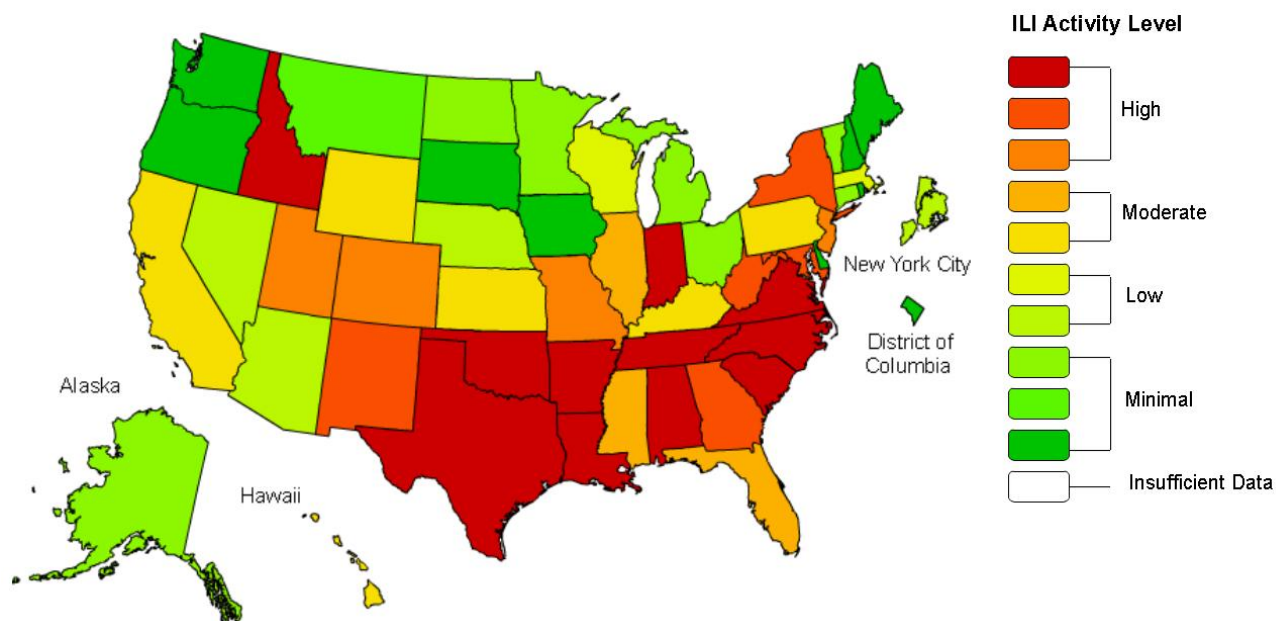 ILI Activity Level
High
Moderate
Low
Minimal
Insufficient Data
New York City
District of
Columbia
Alaska
Hawaii